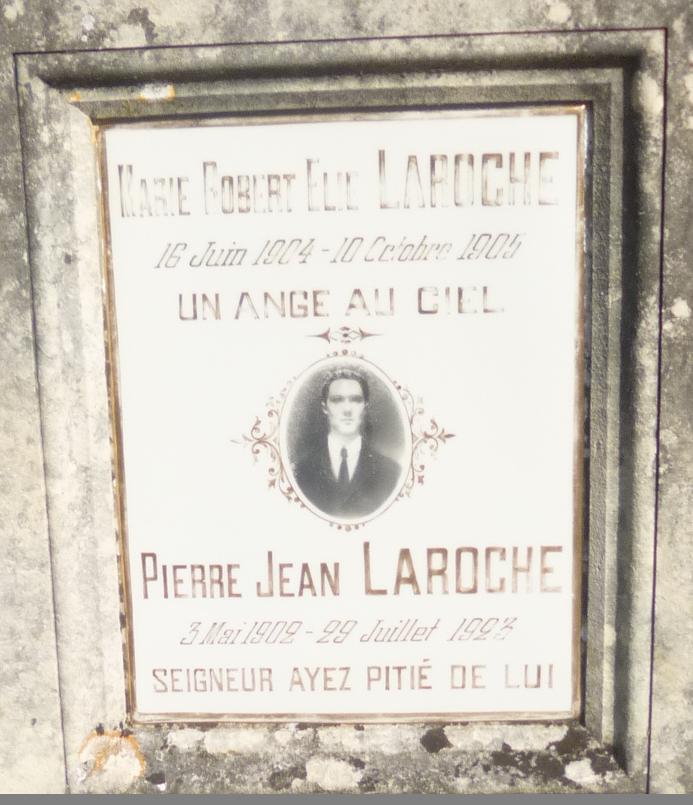 MARIE ROBERT ELIE LAROCHE
16 Juin 1904 - 10 Octobre 1905
UN ANGE AU CIEL
PIERRE JEAN LAROCHE
3 Mai 1902 - 29 Juillet 1923
SEIGNEUR AYEZ PITIÉ DE LUI